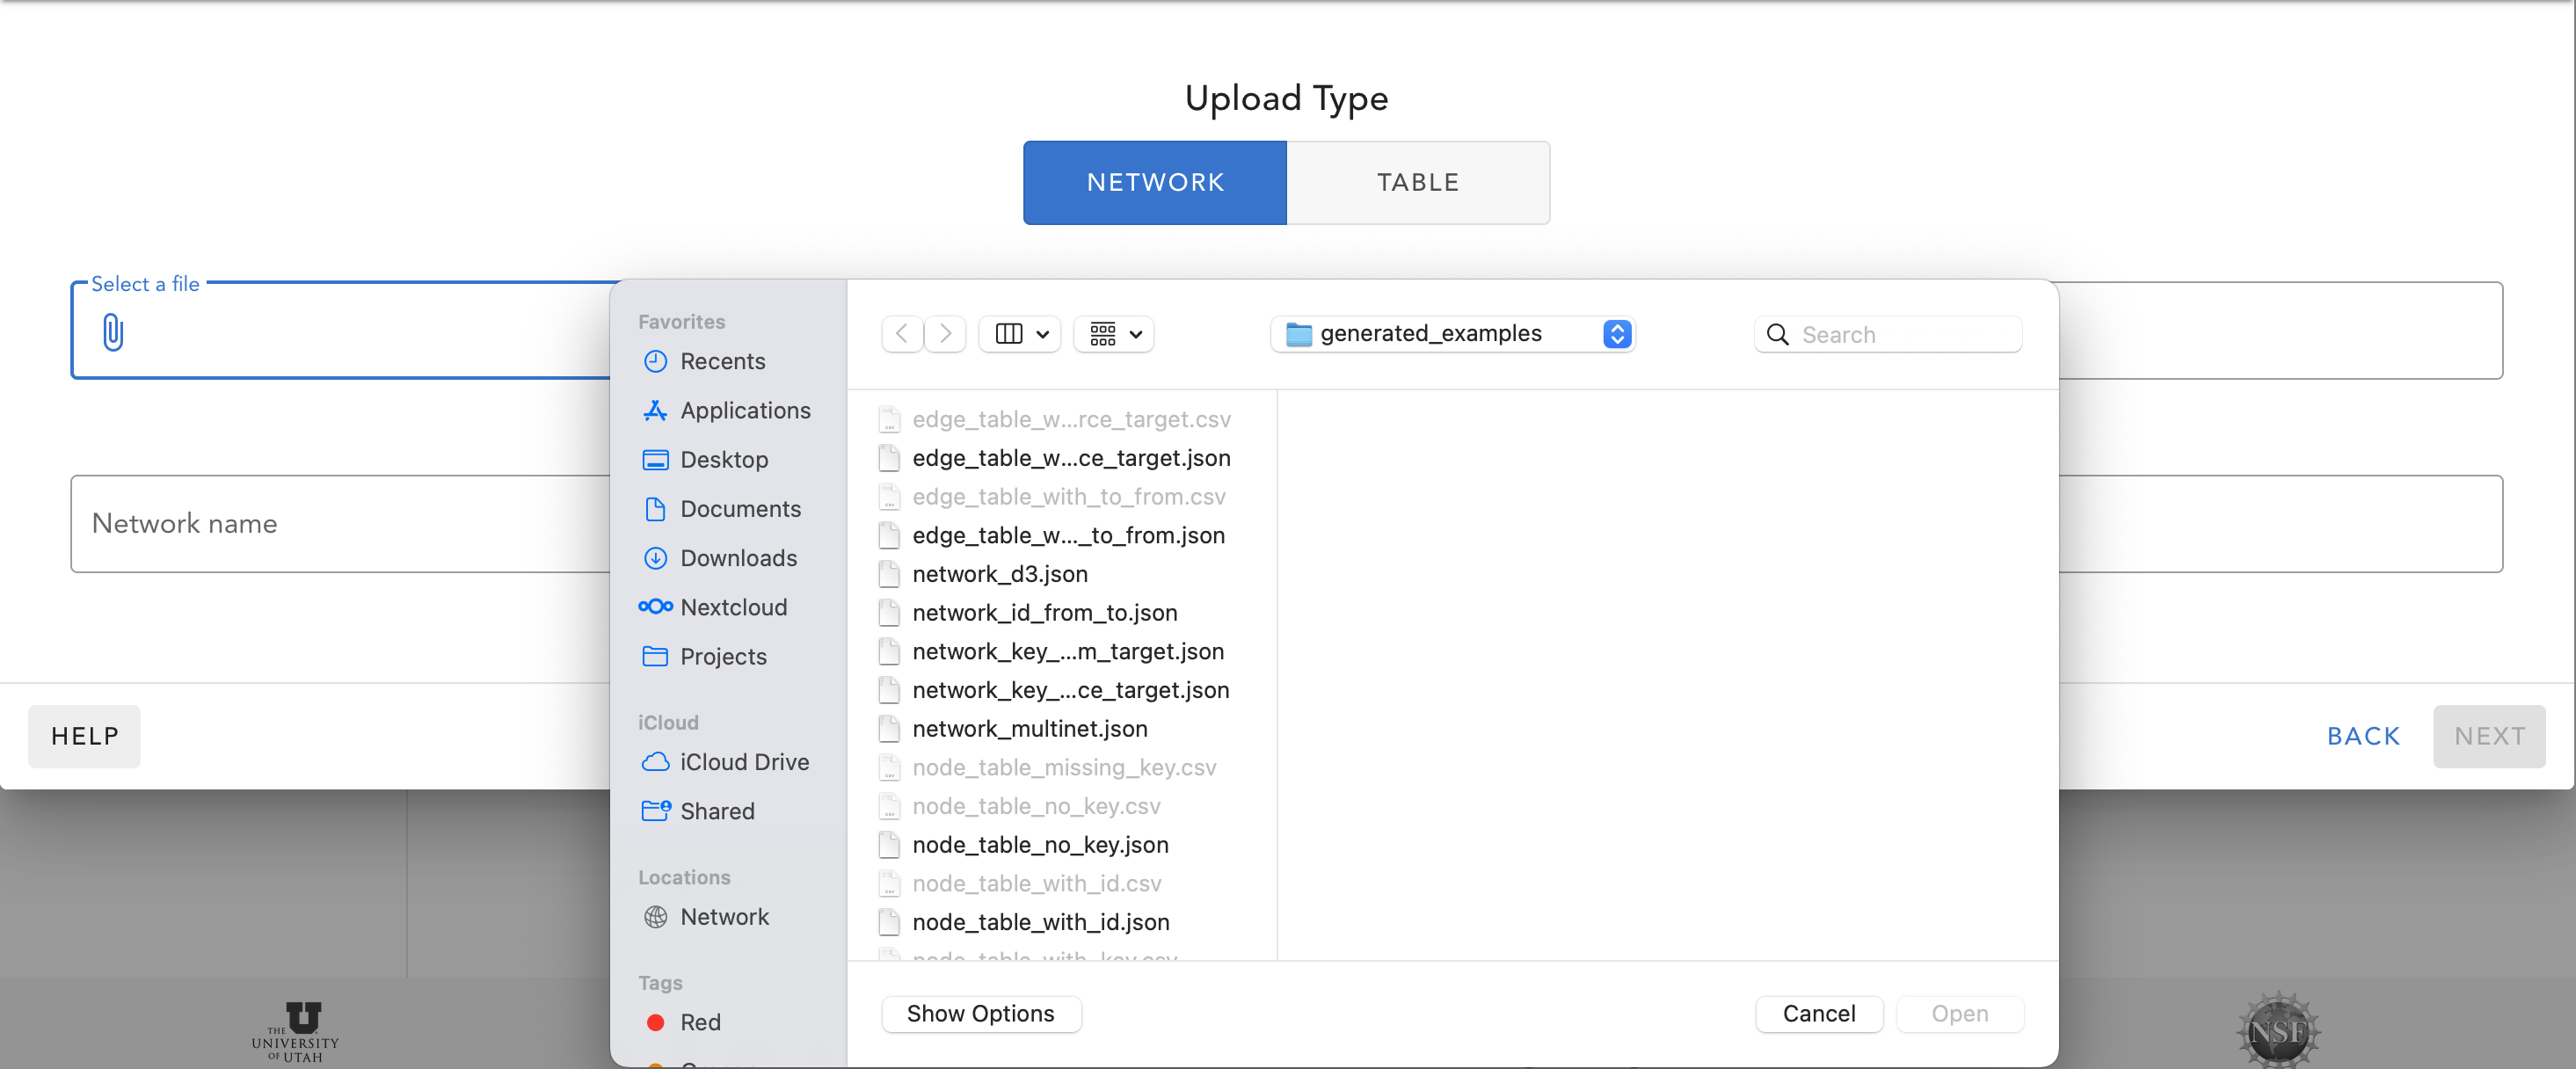 Upload Type
NETWORK
TABLE
Select a file
Network name
HELP
BACK
NEXT
Favorites
Recents
Applications
Desktop
Documents
Downloads
Nextcloud
Projects
iCloud
iCloud Drive
Shared
Locations
Network
Tags
Red
generated_examples
Search
edge_table_w...rce_target.csv
edge_table_w...ce_target.json
edge_table_with_to_from.csv
edge_table_w..._to_from.json
network_d3.json
network_id_from_to.json
network_key_...m_target.json
network_key_...ce_target.json
network_multinet.json
node_table_missing_key.csv
node_table_no_key.csv
node_table_no_key.json
node_table_with_id.csv
node_table_with_id.json
node_table_with_key.csv
Show Options
Cancel
Open
THE
UNIVERSITY
OF UTAH
NSF